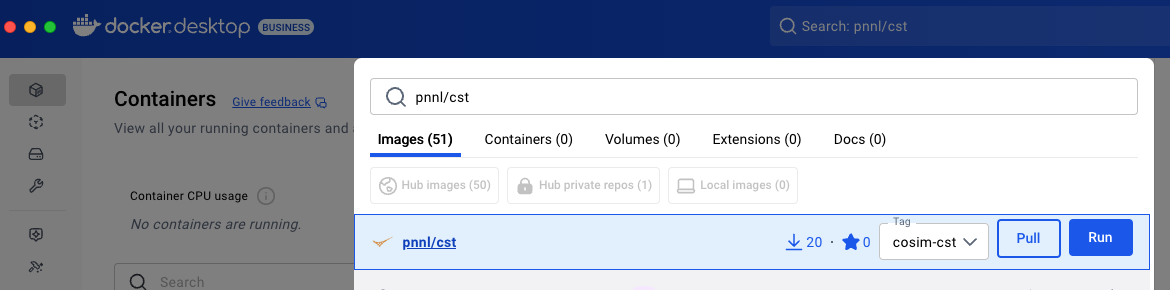 docker.desktop BUSINESS Search: pnnl/cst
pnnl/cst
Containers Give feedback
View all your running containers and a
Images (51) Containers (0) Volumes (0) Extensions (0) Docs (0)
Hub images (50) Hub private repos (1) Local images (0)
Container CPU usage
No containers are running.
Tag
pnnl/cst 20 · 0 cosim-cst Pull Run
Search